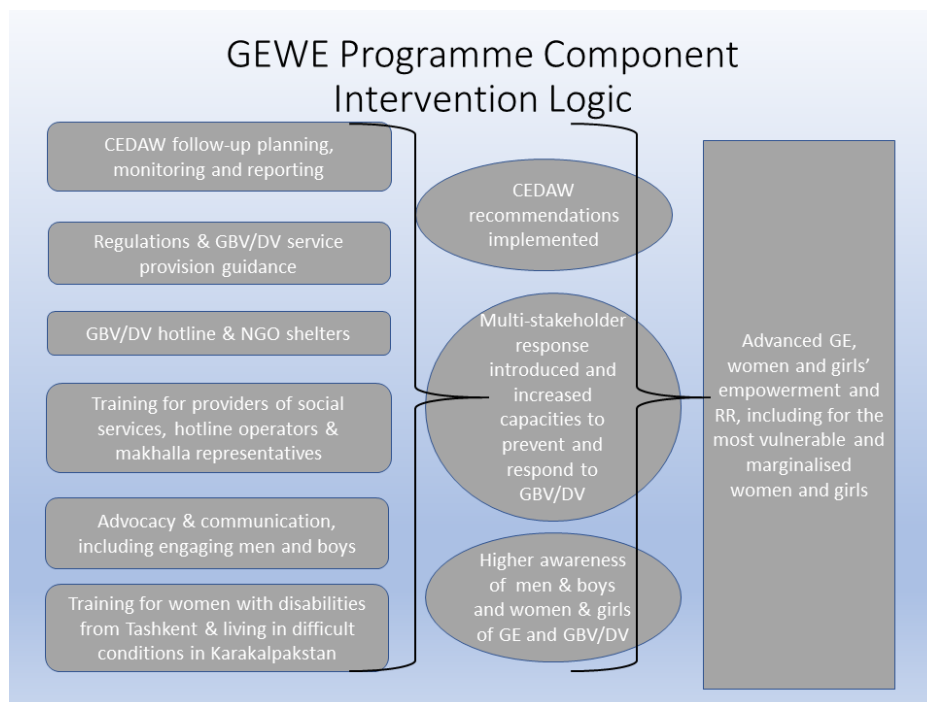 GEWE Programme Component
Intervention Logic
CEDAW follow-up planning,
monitoring and reporting
Regulations & GBV/DV service
provision guidance
GBV/DV hotline & NGO shelters
Training for providers of social
services, hotline operators &
makhalla representatives
Advocacy & communication,
including engaging men and boys
Training for women with disabilities
from Tashkent & living in difficult
conditions in Karakalpakstan
CEDAW
recommendations
implemented
Multi-stakeholder
response
introduced and
increased
capacities to
prevent and
respond to
GBV/DV
Higher awareness
of men & boys
and women & girls
of GE and GBV/DV
Advanced GE,
women and girls’
empowerment and
RR, including for the
most vulnerable and
marginalised
women and girls